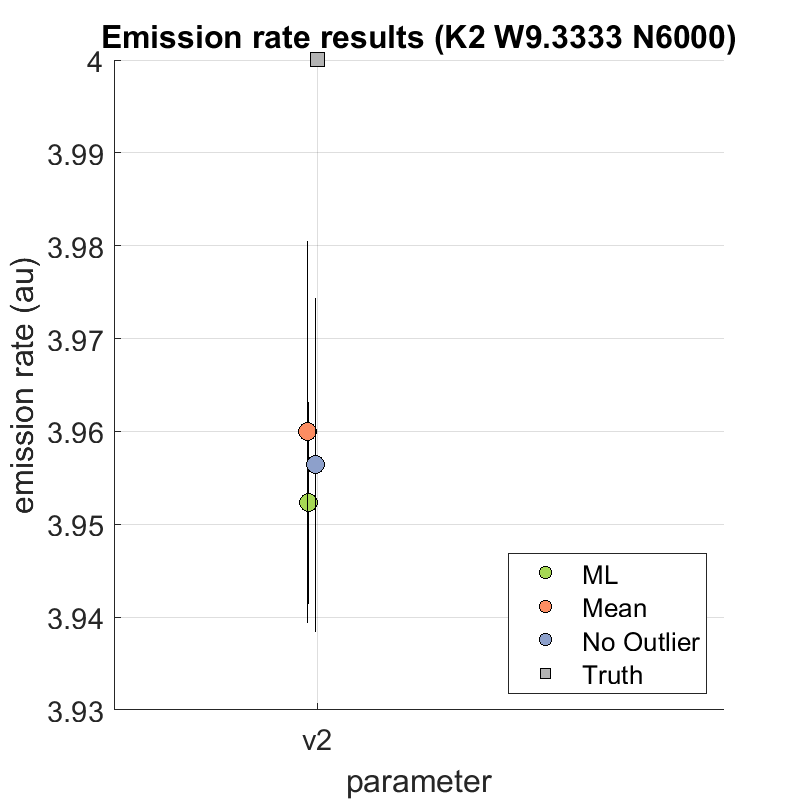 Emission rate results (K2 W9.3333 N6000)
4
3.99
3.98
3.97
3.96
3.95
3.94
3.93
emission rate (au)
ML
Mean
No Outlier
Truth
v2
parameter